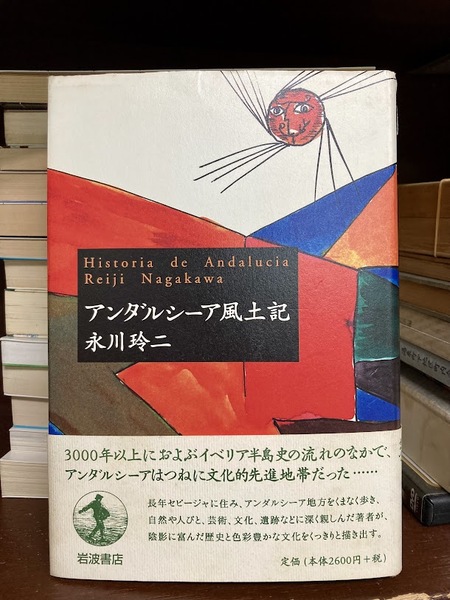 Historia de Andalucia
Reiji Nagakawa
アンダルシーア風土記
永川玲二
3000年以上におよぶイベリア半島史の流れのなかで、
アンダルシーアはつねに文化的先進地帯だった……
長年セビージャに住み、アンダルシーア地方をくまなく歩き、
自然や人びと、芸術、文化、遺跡などに深く親しんだ著者が、
陰影に富んだ歴史と色彩豊かな文化をくっきりと描き出す。
岩波書店
定価(本体2600円+税)